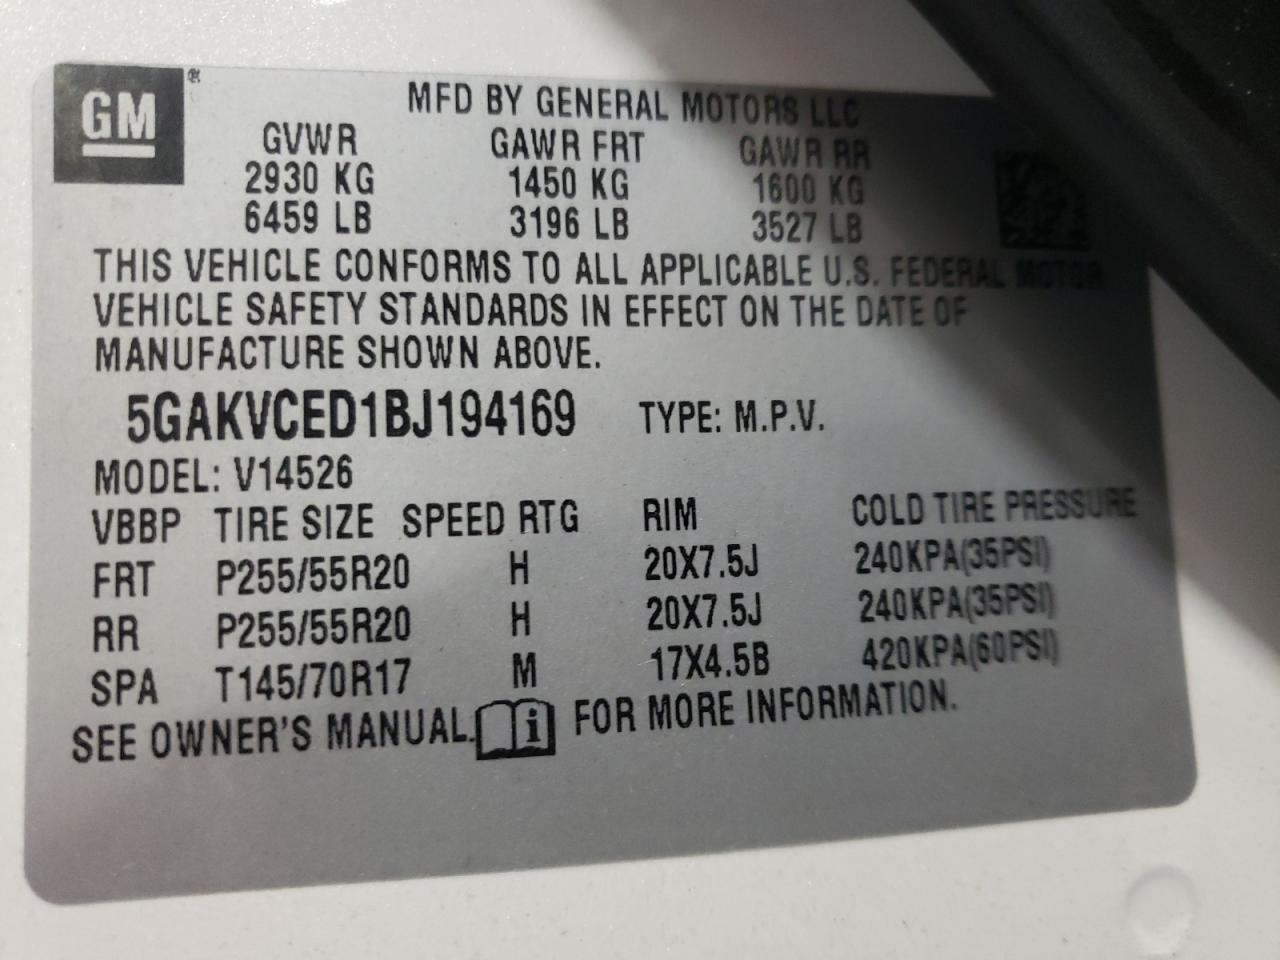 GM®
MFD BY GENERAL MOTORS LLC
GVWR GAWR FRT GAWR RR
2930 KG 1450 KG 1600 KG
6459 LB 3196 LB 3527 LB
THIS VEHICLE CONFORMS TO ALL APPLICABLE U.S. FEDERAL MOTOR
VEHICLE SAFETY STANDARDS IN EFFECT ON THE DATE OF
MANUFACTURE SHOWN ABOVE.
5GAKVCED1BJ194169 TYPE: M.P.V.
MODEL: V14526
VBBP TIRE SIZE SPEED RTG RIM COLD TIRE PRESSURE
FRT P255/55R20 H 20X7.5J 240KPA(35PSI)
RR P255/55R20 H 20X7.5J 240KPA(35PSI)
SPA T145/70R17 M 17X4.5B 420KPA(60PSI)
SEE OWNER'S MANUAL. i FOR MORE INFORMATION.